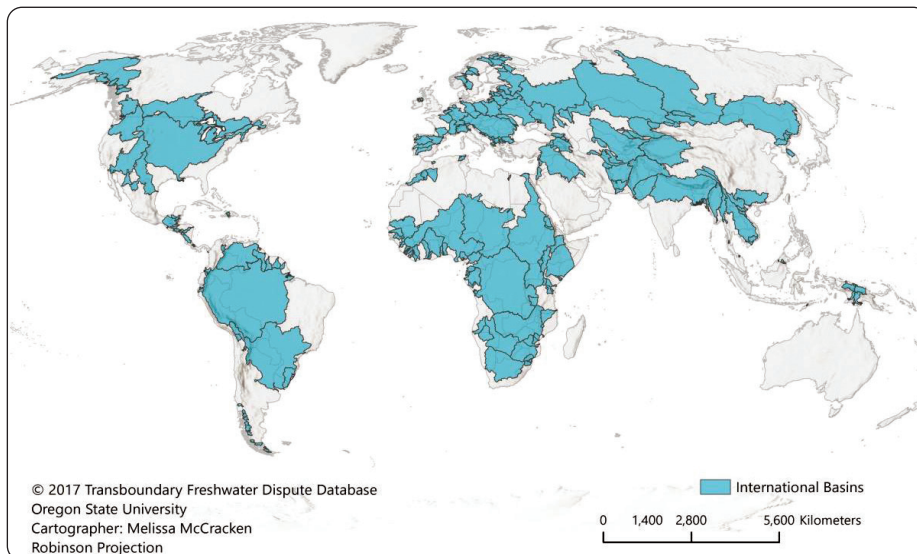 © 2017 Transboundary Freshwater Dispute Database
Oregon State University
Cartographer: Melissa McCracken
Robinson Projection
International Basins
0 1,400 2,800 5,600 Kilometers